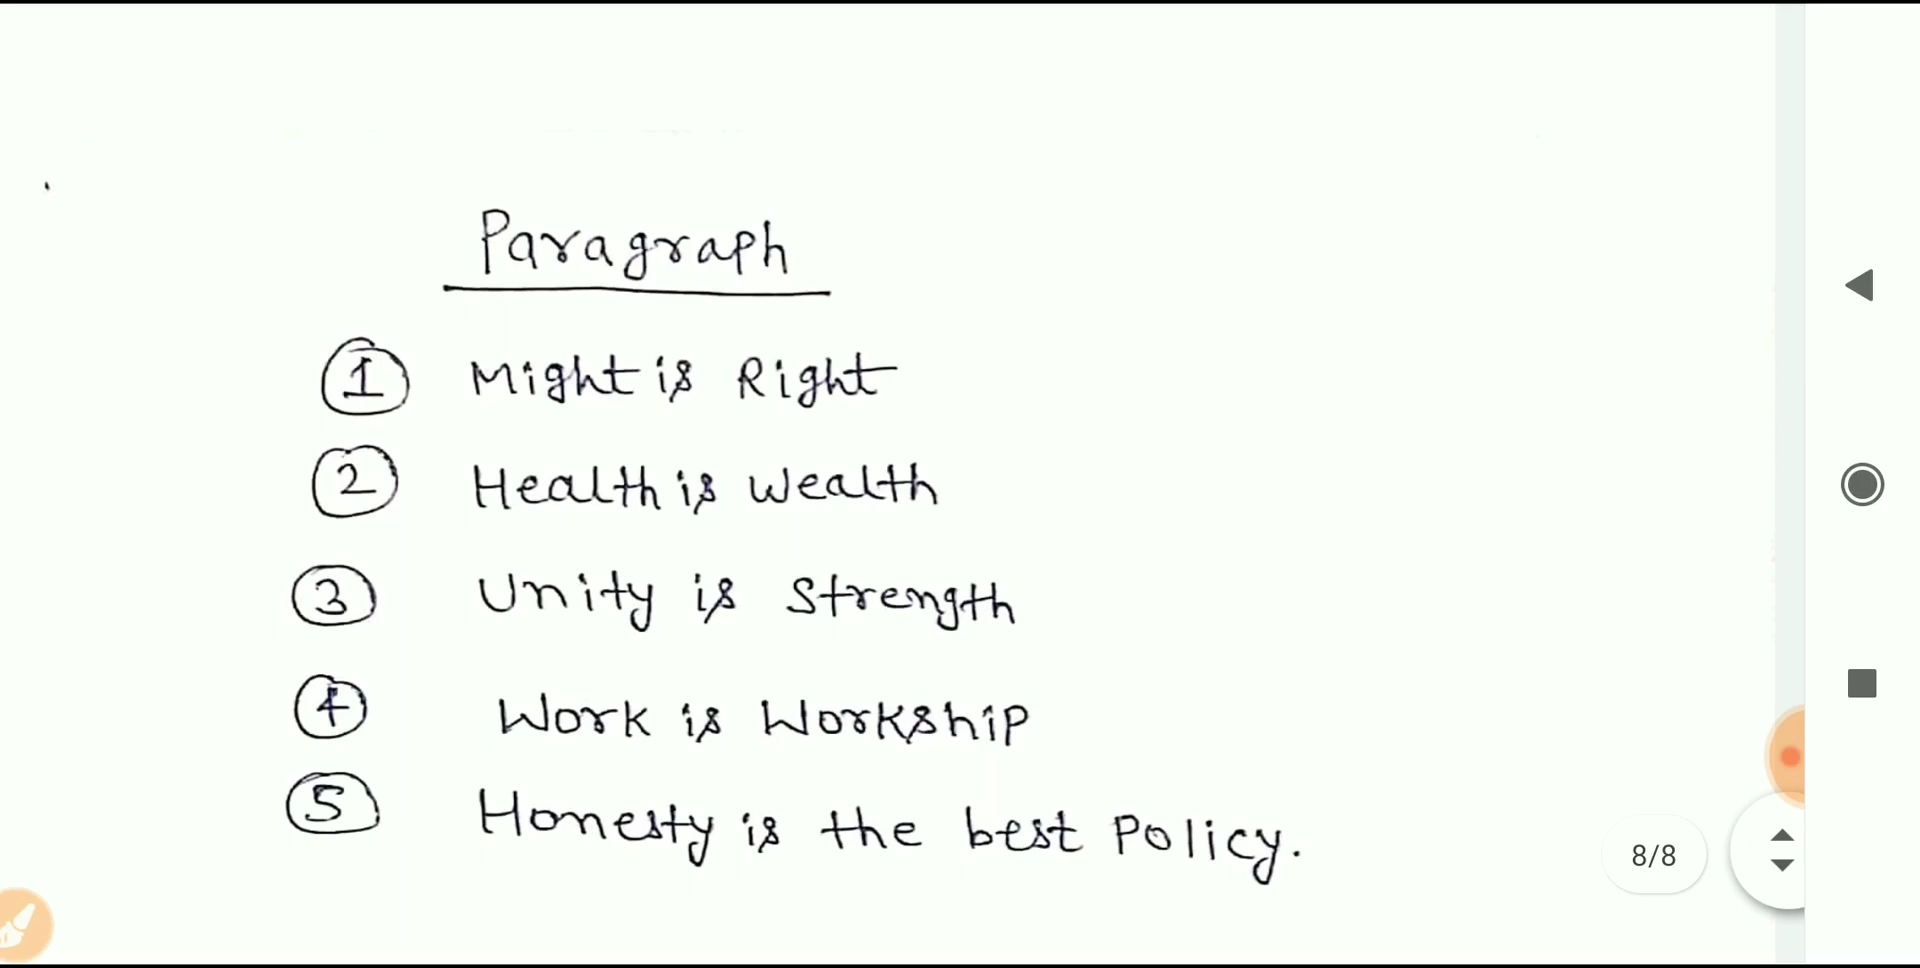 Paragraph
1 Might is Right
2 Health is Wealth
3 Unity is Strength
4 Work is Workship
5 Honesty is the best Policy.
8/8